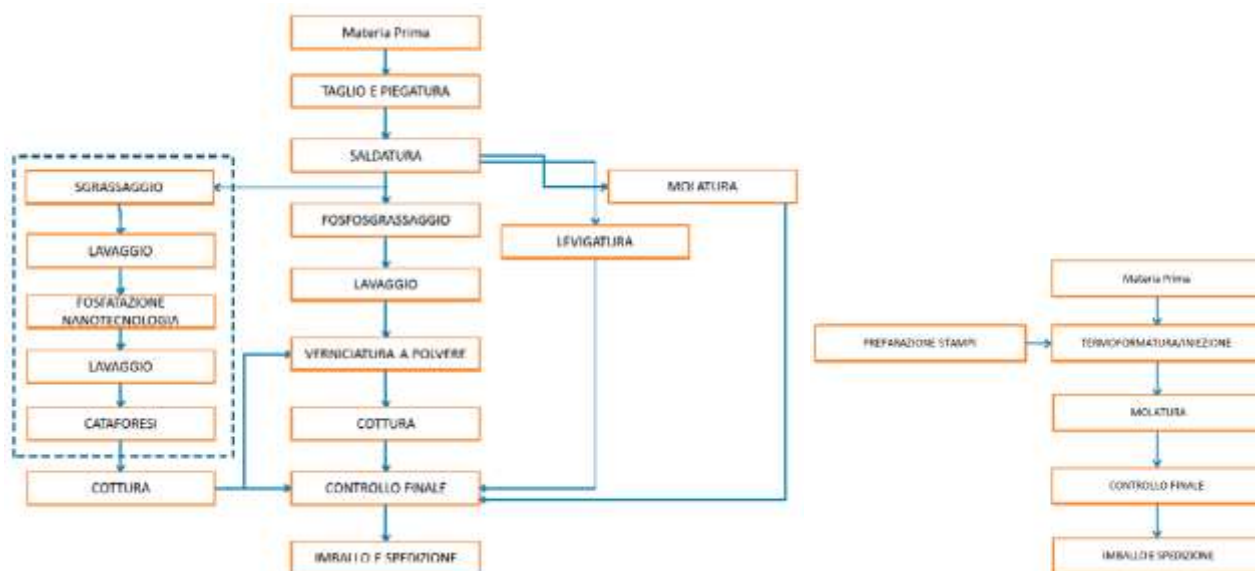 Materia Prima
TAGLIO E PIEGATURA
SALDATURA
SGRASSAGGIO
MOLATURA
FOSFOSGRASSAGGIO
LEVIGATURA
LAVAGGIO
LAVAGGIO
FOSFATAZIONE
NANOTECNOLOGIA
VERNICIATURA A POLVERE
LAVAGGIO
CATAFORESI
COTTURA
COTTURA
CONTROLLO FINALE
IMBALLO E SPEDIZIONE
Materia Prima
PREPARAZIONE STAMPI
TERMOFORMATURA/INIEZIONE
MOLATURA
CONTROLLO FINALE
IMBALLO E SPEDIZIONE